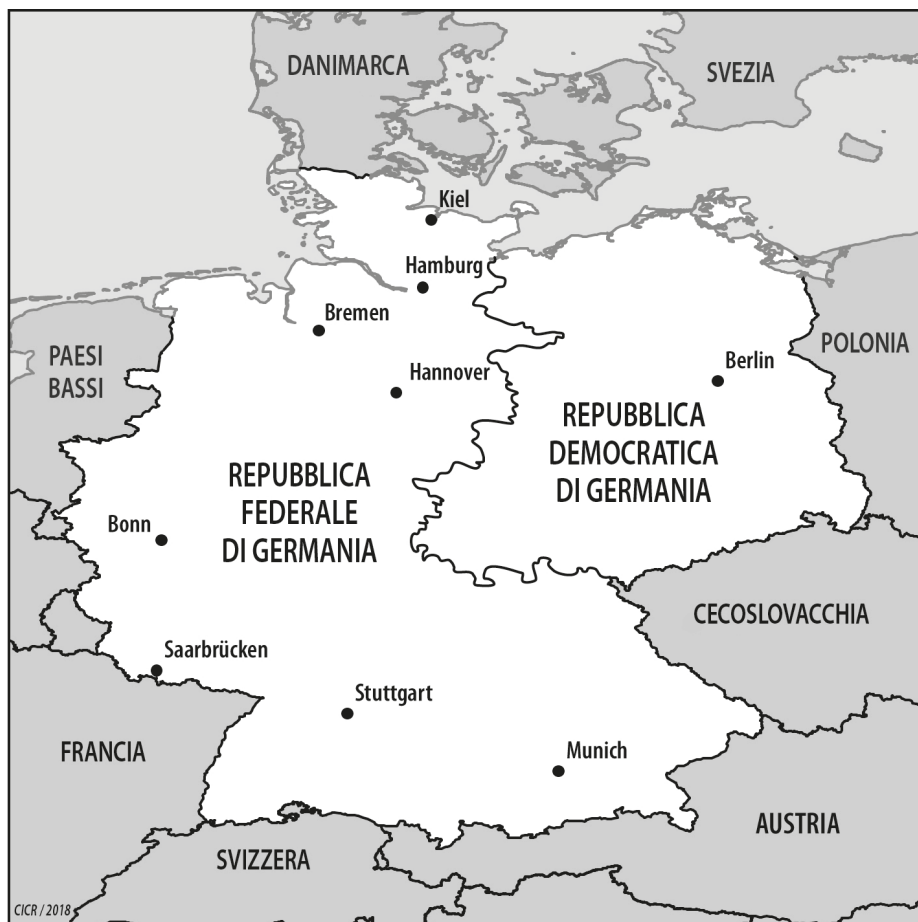 DANIMARCA
SVEZIA
Kiel
Hamburg
Bremen
PAESI
BASSI
POLONIA
Hannover
Berlin
REPUBBLICA
DEMOCRATICA
DI GERMANIA
REPUBBLICA
FEDERALE
DI GERMANIA
Bonn
CECOSLOVACCHIA
Saarbrücken
Stuttgart
FRANCIA
Munich
AUSTRIA
SVIZZERA
CICR / 2018